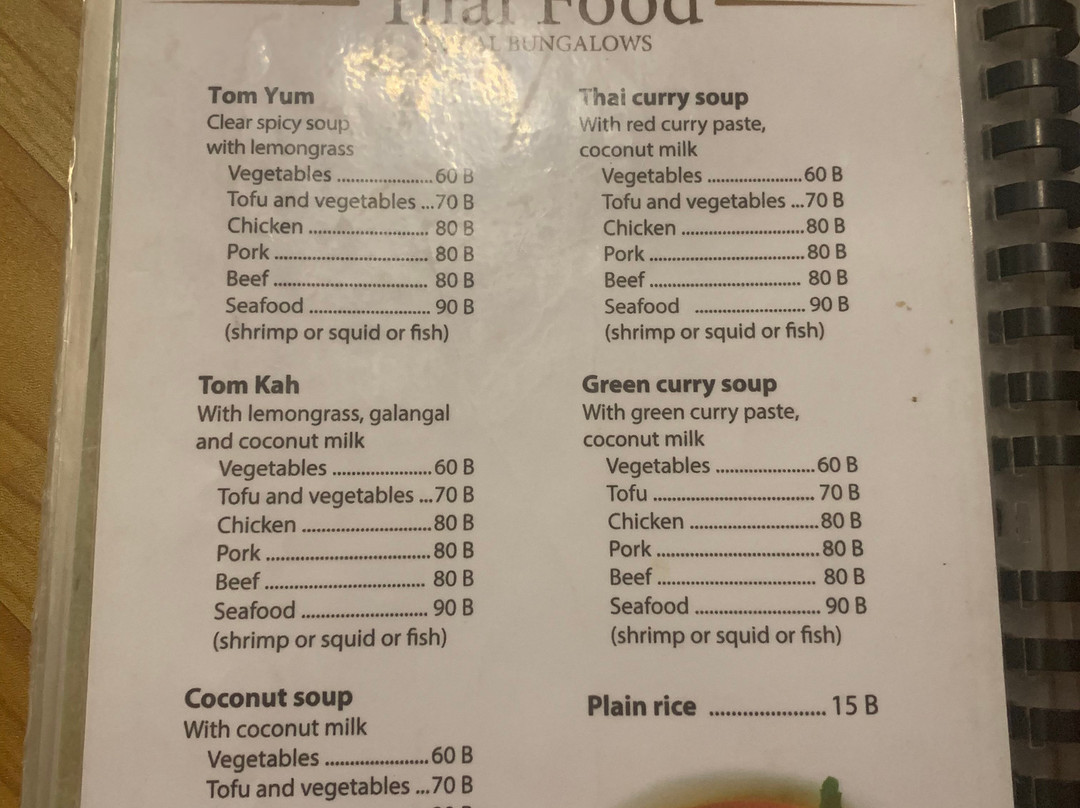 Thai Food
BUNGALOWS
Tom Yum
Clear spicy soup
with lemongrass
Vegetables .....................60 B
Tofu and vegetables ...70 B
Chicken .......................... 80 B
Pork ................................. 80 B
Beef ................................. 80 B
Seafood .......................... 90 B
(shrimp or squid or fish)
Tom Kah
With lemongrass, galangal
and coconut milk
Vegetables .....................60 B
Tofu and vegetables ...70 B
Chicken ...........................80 B
Pork ..................................80 B
Beef ................................. 80 B
Seafood .......................... 90 B
(shrimp or squid or fish)
Coconut soup
With coconut milk
Vegetables .....................60 B
Tofu and vegetables ...70 B
Thai curry soup
With red curry paste,
coconut milk
Vegetables .....................60 B
Tofu and vegetables ...70 B
Chicken ...........................80 B
Pork ..................................80 B
Beef ................................. 80 B
Seafood ........................ 90 B
(shrimp or squid or fish)
Green curry soup
With green curry paste,
coconut milk
Vegetables .....................60 B
Tofu .................................. 70 B
Chicken ...........................80 B
Pork ..................................80 B
Beef ................................. 80 B
Seafood .......................... 90 B
(shrimp or squid or fish)
Plain rice ...................... 15 B